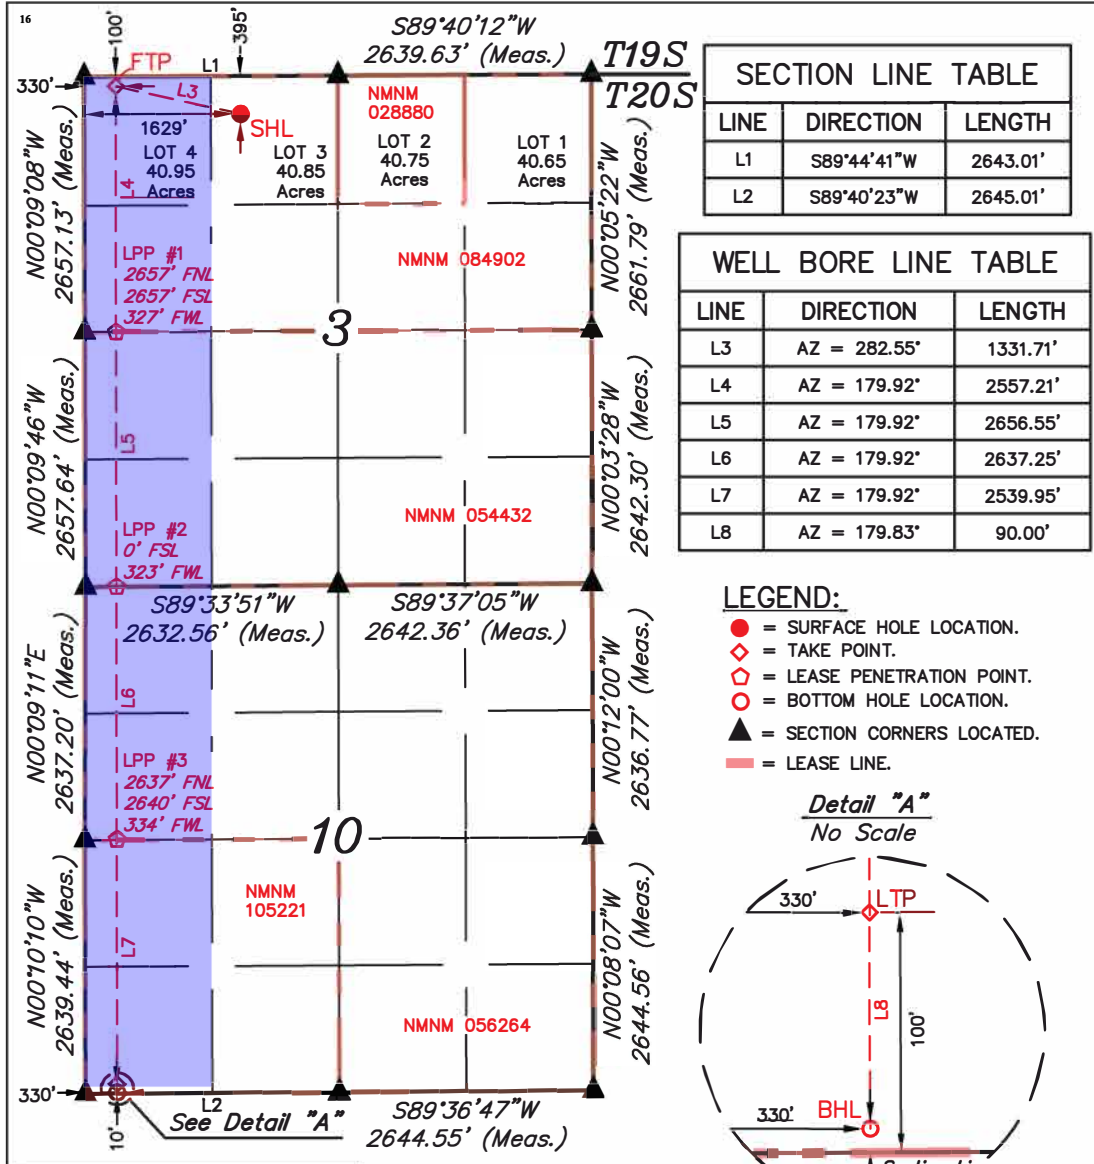 16
100'
395'
S89°40'12"W
2639.63' (Meas.)
T19S
T20S
FTP
L1
330'
L3
1629'
SHL
NMNM
028880
LOT 4
40.95
Acres
LOT 3
40.85
Acres
LOT 2
40.75
Acres
LOT 1
40.65
Acres
N00°09'08"W
2657.13' (Meas.)
L4
N00°05'22"W
2661.79' (Meas.)
LPP #1
2657' FNL
2657' FSL
327' FWL
NMNM 084902
3
N00°09'46"W
2657.64' (Meas.)
L5
N00°03'28"W
2642.30' (Meas.)
NMNM 054432
LPP #2
0' FSL
323' FWL
S89°33'51"W
2632.56' (Meas.)
S89°37'05"W
2642.36' (Meas.)
N00°09'11"E
2637.20' (Meas.)
L6
N00°12'00"W
2636.77' (Meas.)
LPP #3
2637' FNL
2640' FSL
334' FWL
10
NMNM
105221
N00°10'10"W
2639.44' (Meas.)
L7
N00°08'07"W
2644.56' (Meas.)
NMNM 056264
330'
L2
10'
See Detail "A"
S89°36'47"W
2644.55' (Meas.)
SECTION LINE TABLE
LINE DIRECTION LENGTH
L1 S89°44'41"W 2643.01'
L2 S89°40'23"W 2645.01'
WELL BORE LINE TABLE
LINE DIRECTION LENGTH
L3 AZ = 282.55° 1331.71'
L4 AZ = 179.92° 2557.21'
L5 AZ = 179.92° 2656.55'
L6 AZ = 179.92° 2637.25'
L7 AZ = 179.92° 2539.95'
L8 AZ = 179.83° 90.00'
LEGEND:
= SURFACE HOLE LOCATION.
= TAKE POINT.
= LEASE PENETRATION POINT.
= BOTTOM HOLE LOCATION.
= SECTION CORNERS LOCATED.
= LEASE LINE.
Detail "A"
No Scale
330'
LTP
L8
100'
330'
BHL